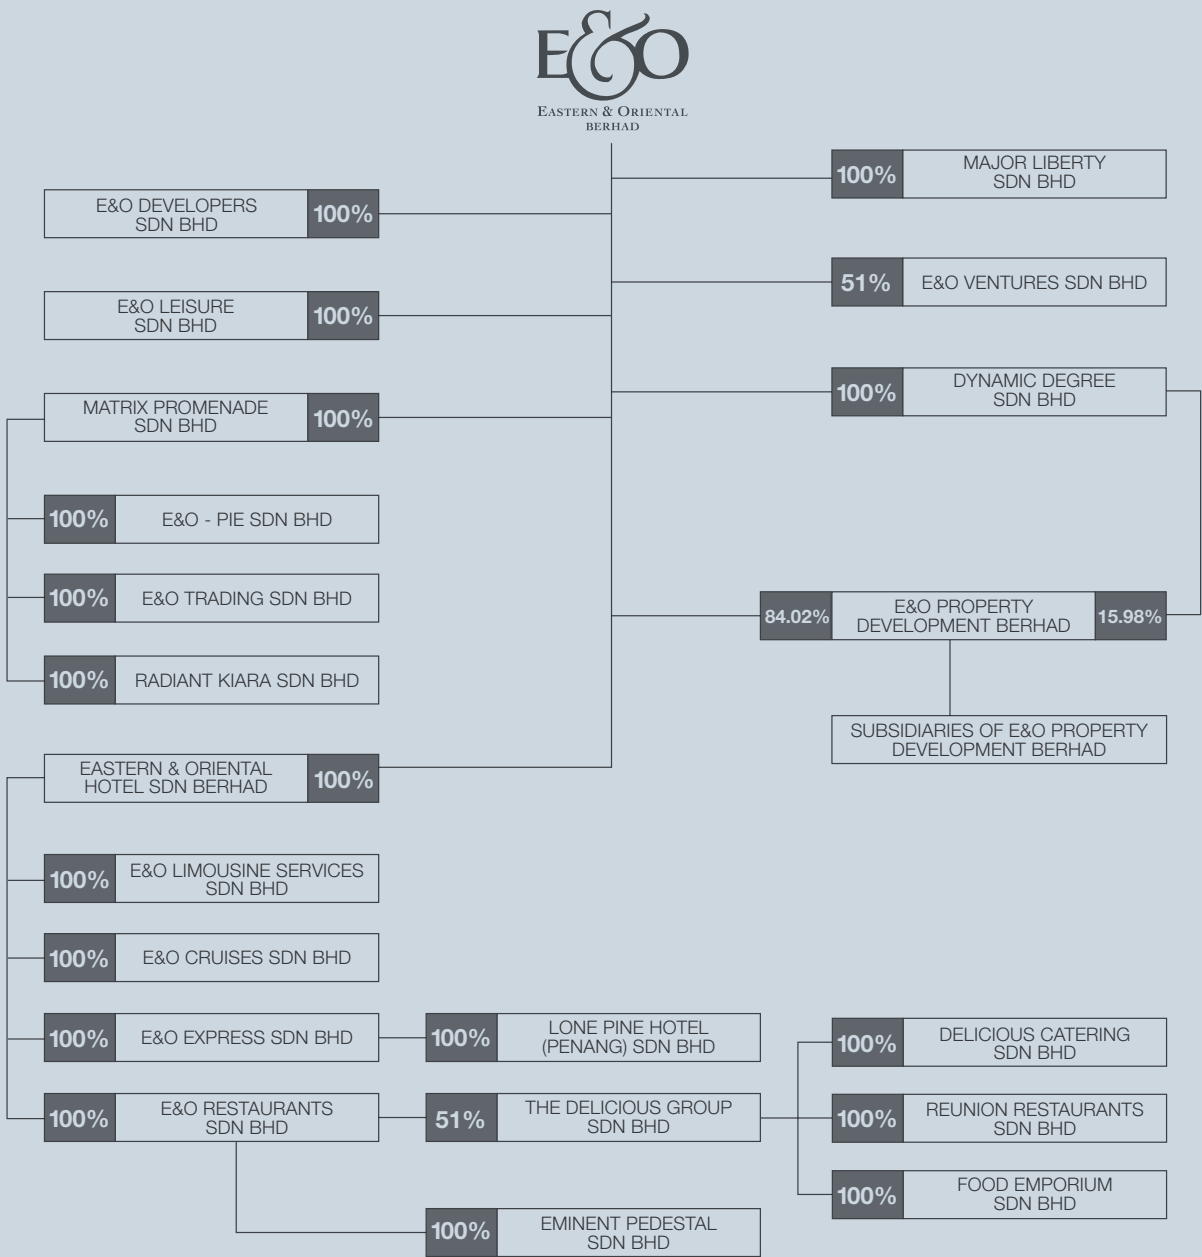 E&O
EASTERN & ORIENTAL
BERHAD
100%
MAJOR LIBERTY
SDN BHD
E&O DEVELOPERS
SDN BHD
100%
51%
E&O VENTURES SDN BHD
E&O LEISURE
SDN BHD
100%
100%
DYNAMIC DEGREE
SDN BHD
MATRIX PROMENADE
SDN BHD
100%
100%
E&O - PIE SDN BHD
100%
E&O TRADING SDN BHD
84.02%
E&O PROPERTY
DEVELOPMENT BERHAD
15.98%
100%
RADIANT KIARA SDN BHD
SUBSIDIARIES OF E&O PROPERTY
DEVELOPMENT BERHAD
EASTERN & ORIENTAL
HOTEL SDN BERHAD
100%
100%
E&O LIMOUSINE SERVICES
SDN BHD
100%
E&O CRUISES SDN BHD
100%
E&O EXPRESS SDN BHD
100%
LONE PINE HOTEL
(PENANG) SDN BHD
100%
DELICIOUS CATERING
SDN BHD
100%
E&O RESTAURANTS
SDN BHD
51%
THE DELICIOUS GROUP
SDN BHD
100%
REUNION RESTAURANTS
SDN BHD
100%
FOOD EMPORIUM
SDN BHD
100%
EMINENT PEDESTAL
SDN BHD